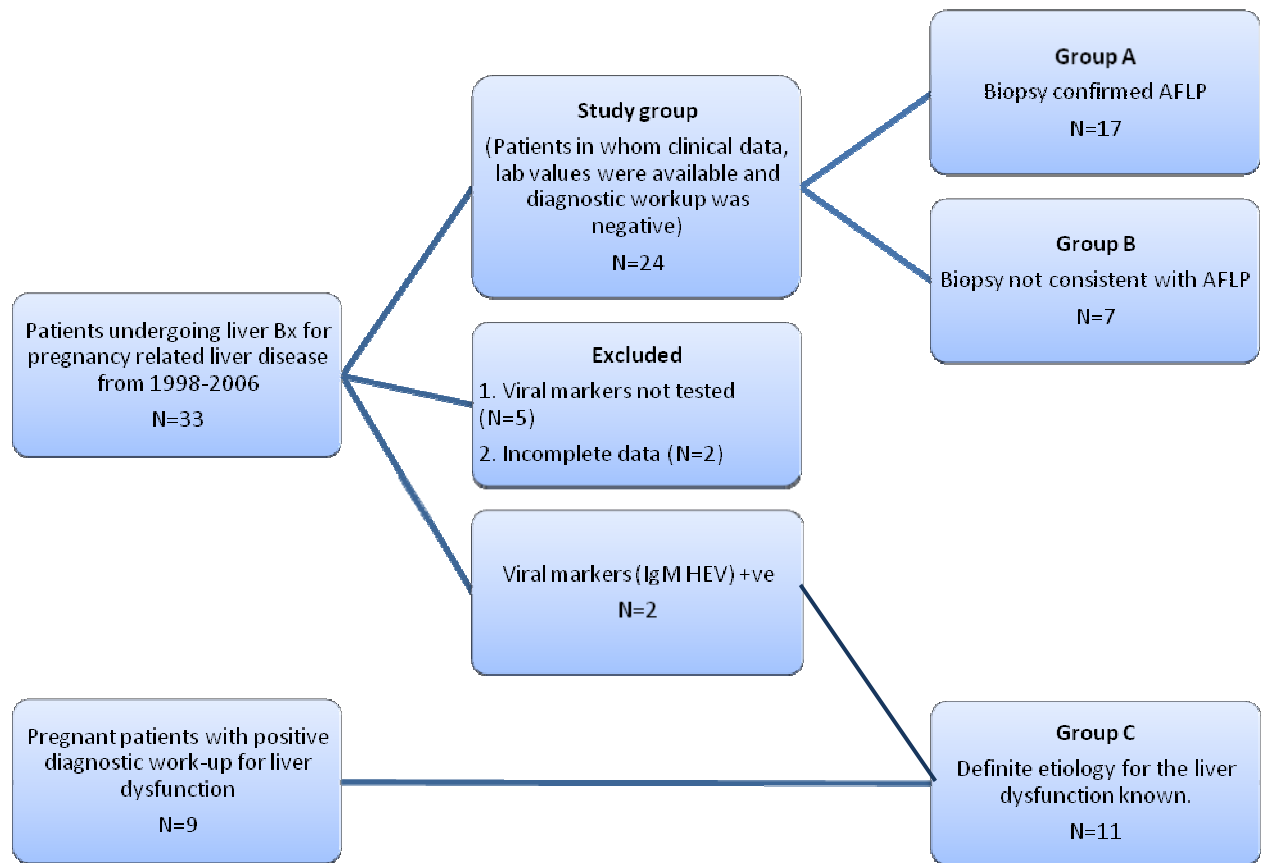 Patients undergoing liver Bx for
pregnancy related liver disease
from 1998-2006
N=33
Study group
(Patients in whom clinical data,
lab values were available and
diagnostic workup was
negative)
N=24
Excluded
1. Viral markers not tested
(N=5)
2. Incomplete data (N=2)
Viral markers (IgM HEV) +ve
N=2
Group A
Biopsy confirmed AFLP
N=17
Group B
Biopsy not consistent with AFLP
N=7
Pregnant patients with positive
diagnostic work-up for liver
dysfunction
N=9
Group C
Definite etiology for the liver
dysfunction known.
N=11